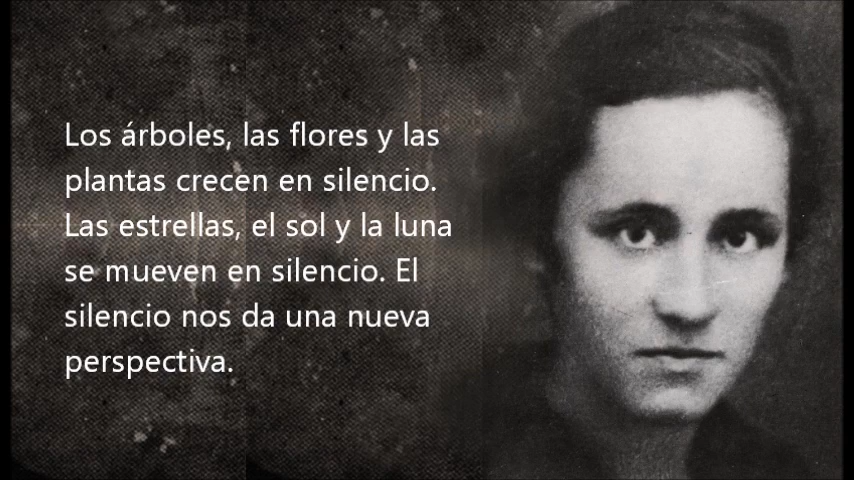 Los árboles, las flores y las
plantas crecen en silencio.
Las estrellas, el sol y la luna
se mueven en silencio. El
silencio nos da una nueva
perspectiva.